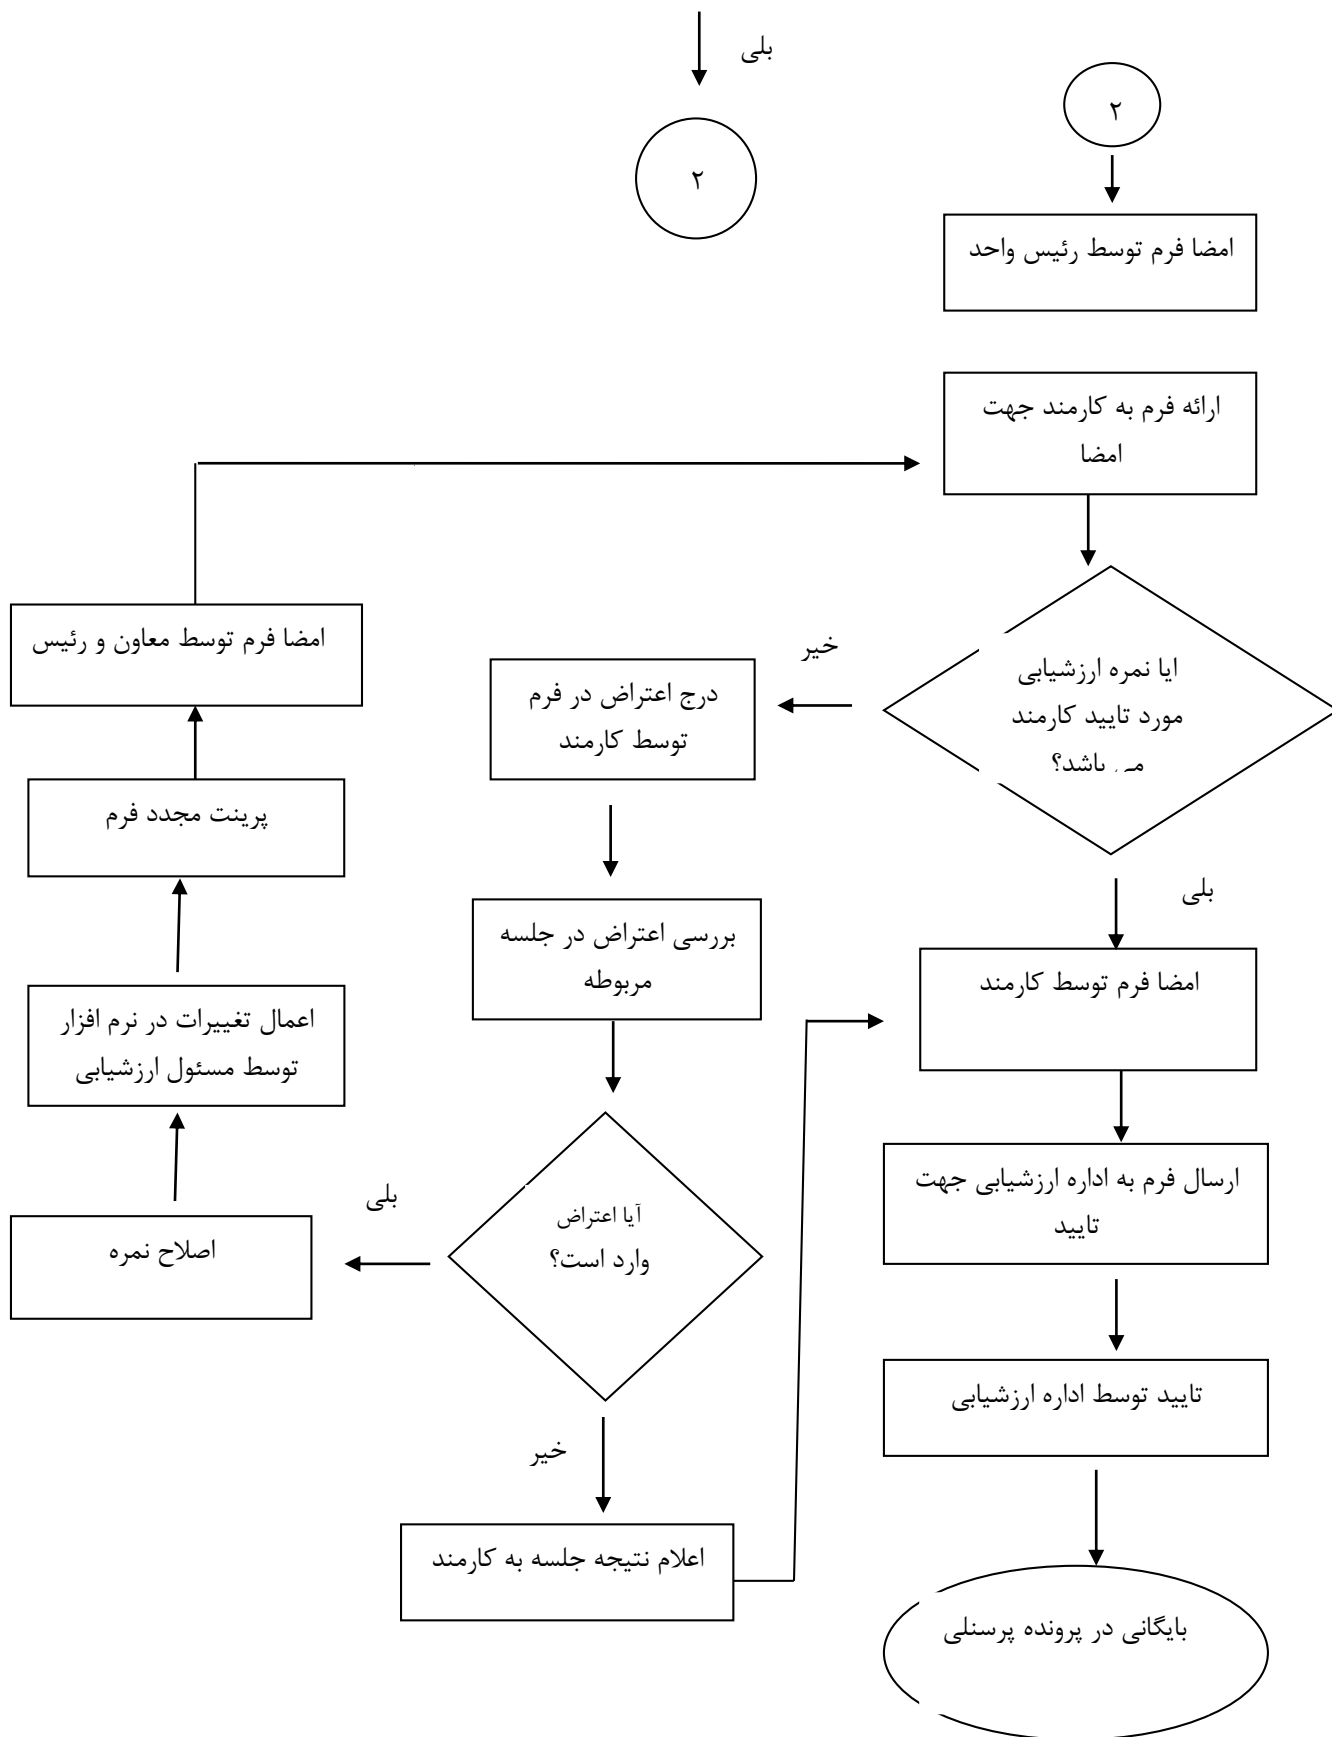 بلی
۲
۲
امضا فرم توسط رئیس واحد
ارائه فرم به کارمند جهت
امضا
ایا نمره ارزشیابی
مورد تایید کارمند
می باشد؟
خیر
درج اعتراض در فرم
توسط کارمند
بررسی اعتراض در جلسه
مربوطه
آیا اعتراض
وارد است؟
بلی
اصلاح نمره
اعمال تغییرات در نرم افزار
توسط مسئول ارزشیابی
پرینت مجدد فرم
امضا فرم توسط معاون و رئیس
خیر
اعلام نتیجه جلسه به کارمند
بلی
امضا فرم توسط کارمند
ارسال فرم به اداره ارزشیابی جهت
تایید
تایید توسط اداره ارزشیابی
بایگانی در پرونده پرسنلی